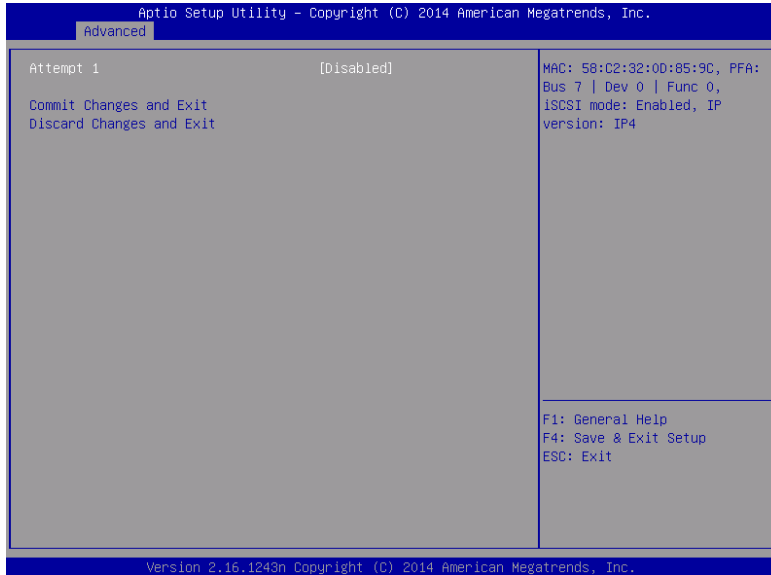 Aptio Setup Utility – Copyright (C) 2014 American Megatrends, Inc.
Advanced
Attempt 1 [Disabled]
Commit Changes and Exit
Discard Changes and Exit
MAC: 58:C2:32:0D:85:9C, PFA:
Bus 7 | Dev 0 | Func 0,
iSCSI mode: Enabled, IP
version: IP4
F1: General Help
F4: Save & Exit Setup
ESC: Exit
Version 2.16.1243n Copyright (C) 2014 American Megatrends, Inc.